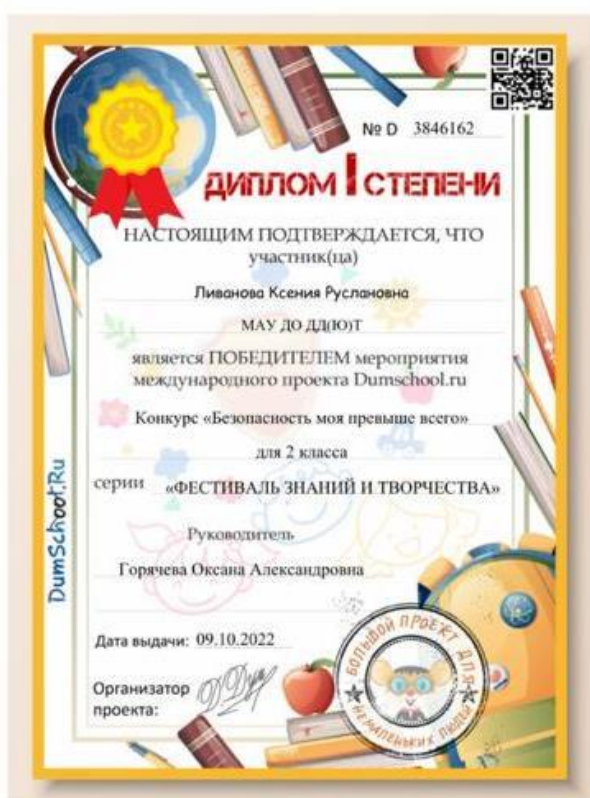 № D 3846162
ДИПЛОМ I СТЕПЕНИ
НАСТОЯЩИМ ПОДТВЕРЖДАЕТСЯ, ЧТО
участник(ца)
Ливанова Ксения Руслановна
МАУ ДО ДД(Ю)Т
является ПОБЕДИТЕЛЕМ мероприятия
международного проекта Dumschool.ru
Конкурс «Безопасность моя превыше всего»
для 2 класса
серии «ФЕСТИВАЛЬ ЗНАНИЙ И ТВОРЧЕСТВА»
Руководитель
Горячева Оксана Александровна
DumSchool.Ru
Дата выдачи: 09.10.2022
Организатор
проекта:
БОЛЬШОЙ ПРОЕКТ ДЛЯ
НЕМАЛЕНЬКИХ ЛЮДЕЙ